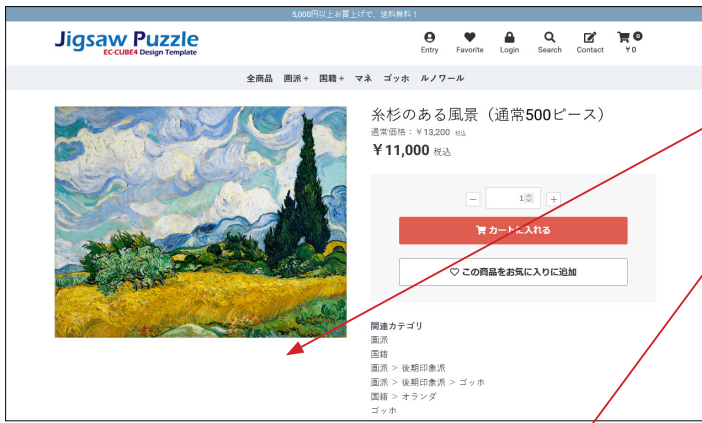 5,000円以上お買上げで、送料無料！
Jigsaw Puzzle
EC-CUBE4 Design Template
Entry
Favorite
Login
Search
Contact
0
￥0
全商品 画派+ 国籍+ マネ ゴッホ ルノワール
糸杉のある風景（通常500ピース）
通常価格：￥13,200 税込
￥11,000 税込
− 1 +
カートに入れる
♡ この商品をお気に入りに追加
関連カテゴリ
画派
国籍
画派 ＞ 後期印象派
画派 ＞ 後期印象派 ＞ ゴッホ
国籍 ＞ オランダ
ゴッホ